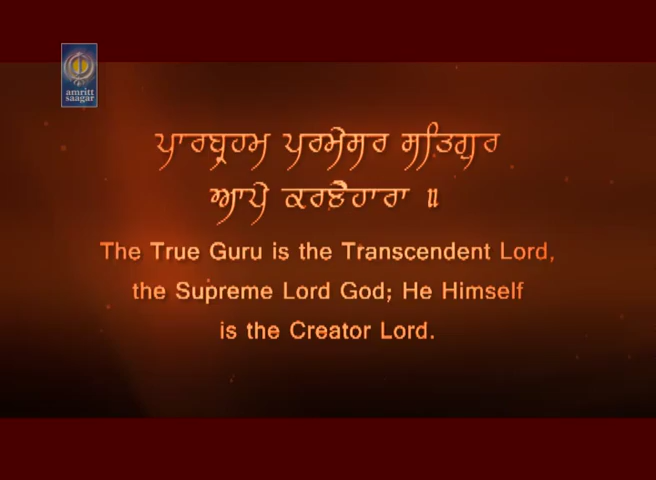 amritt
saagar
ਪਾਰਬ੍ਰਹਮ ਪਰਮੇਸਰ ਸਤਿਗੁਰ
ਆਪੇ ਕਰਣੈਹਾਰਾ ॥
The True Guru is the Transcendent Lord,
the Supreme Lord God; He Himself
is the Creator Lord.